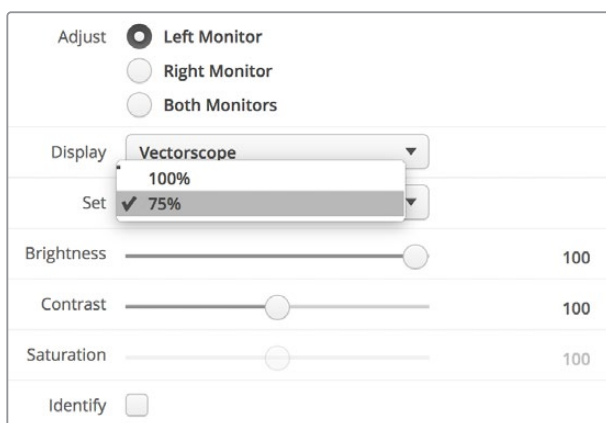 Adjust Left Monitor
Right Monitor
Both Monitors
Display Vectorscope
100%
Set ✔ 75%
Brightness 100
Contrast 100
Saturation 100
Identify